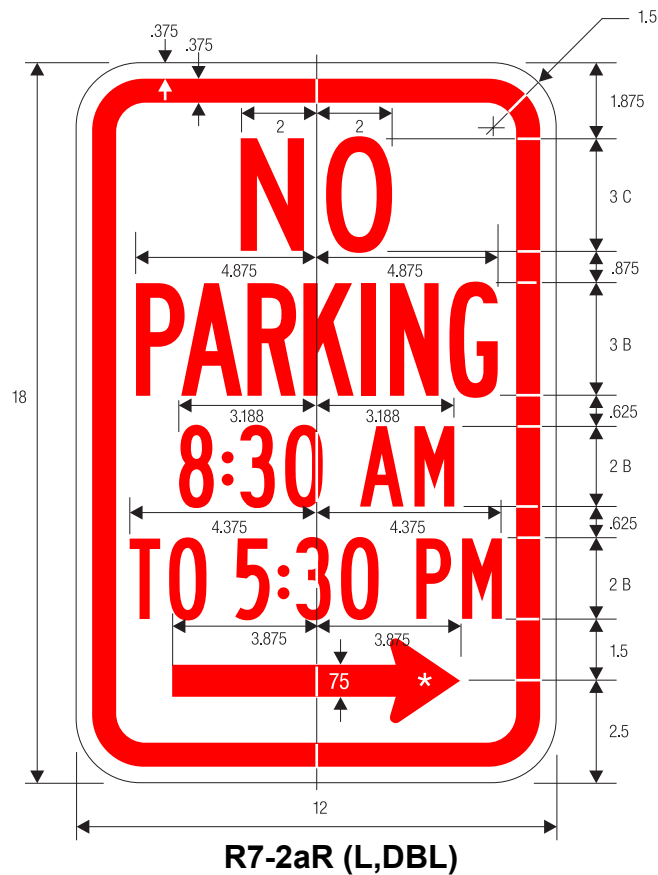 1.5
.375
.375
1.875
2 2
NO
3 C
4.875 4.875
.875
PARKING
3 B
18
3.188 3.188
.625
8:30 AM
2 B
4.375 4.375
.625
TO 5:30 PM
2 B
3.875 3.875
1.5
75 *
2.5
12
R7-2aR (L,DBL)